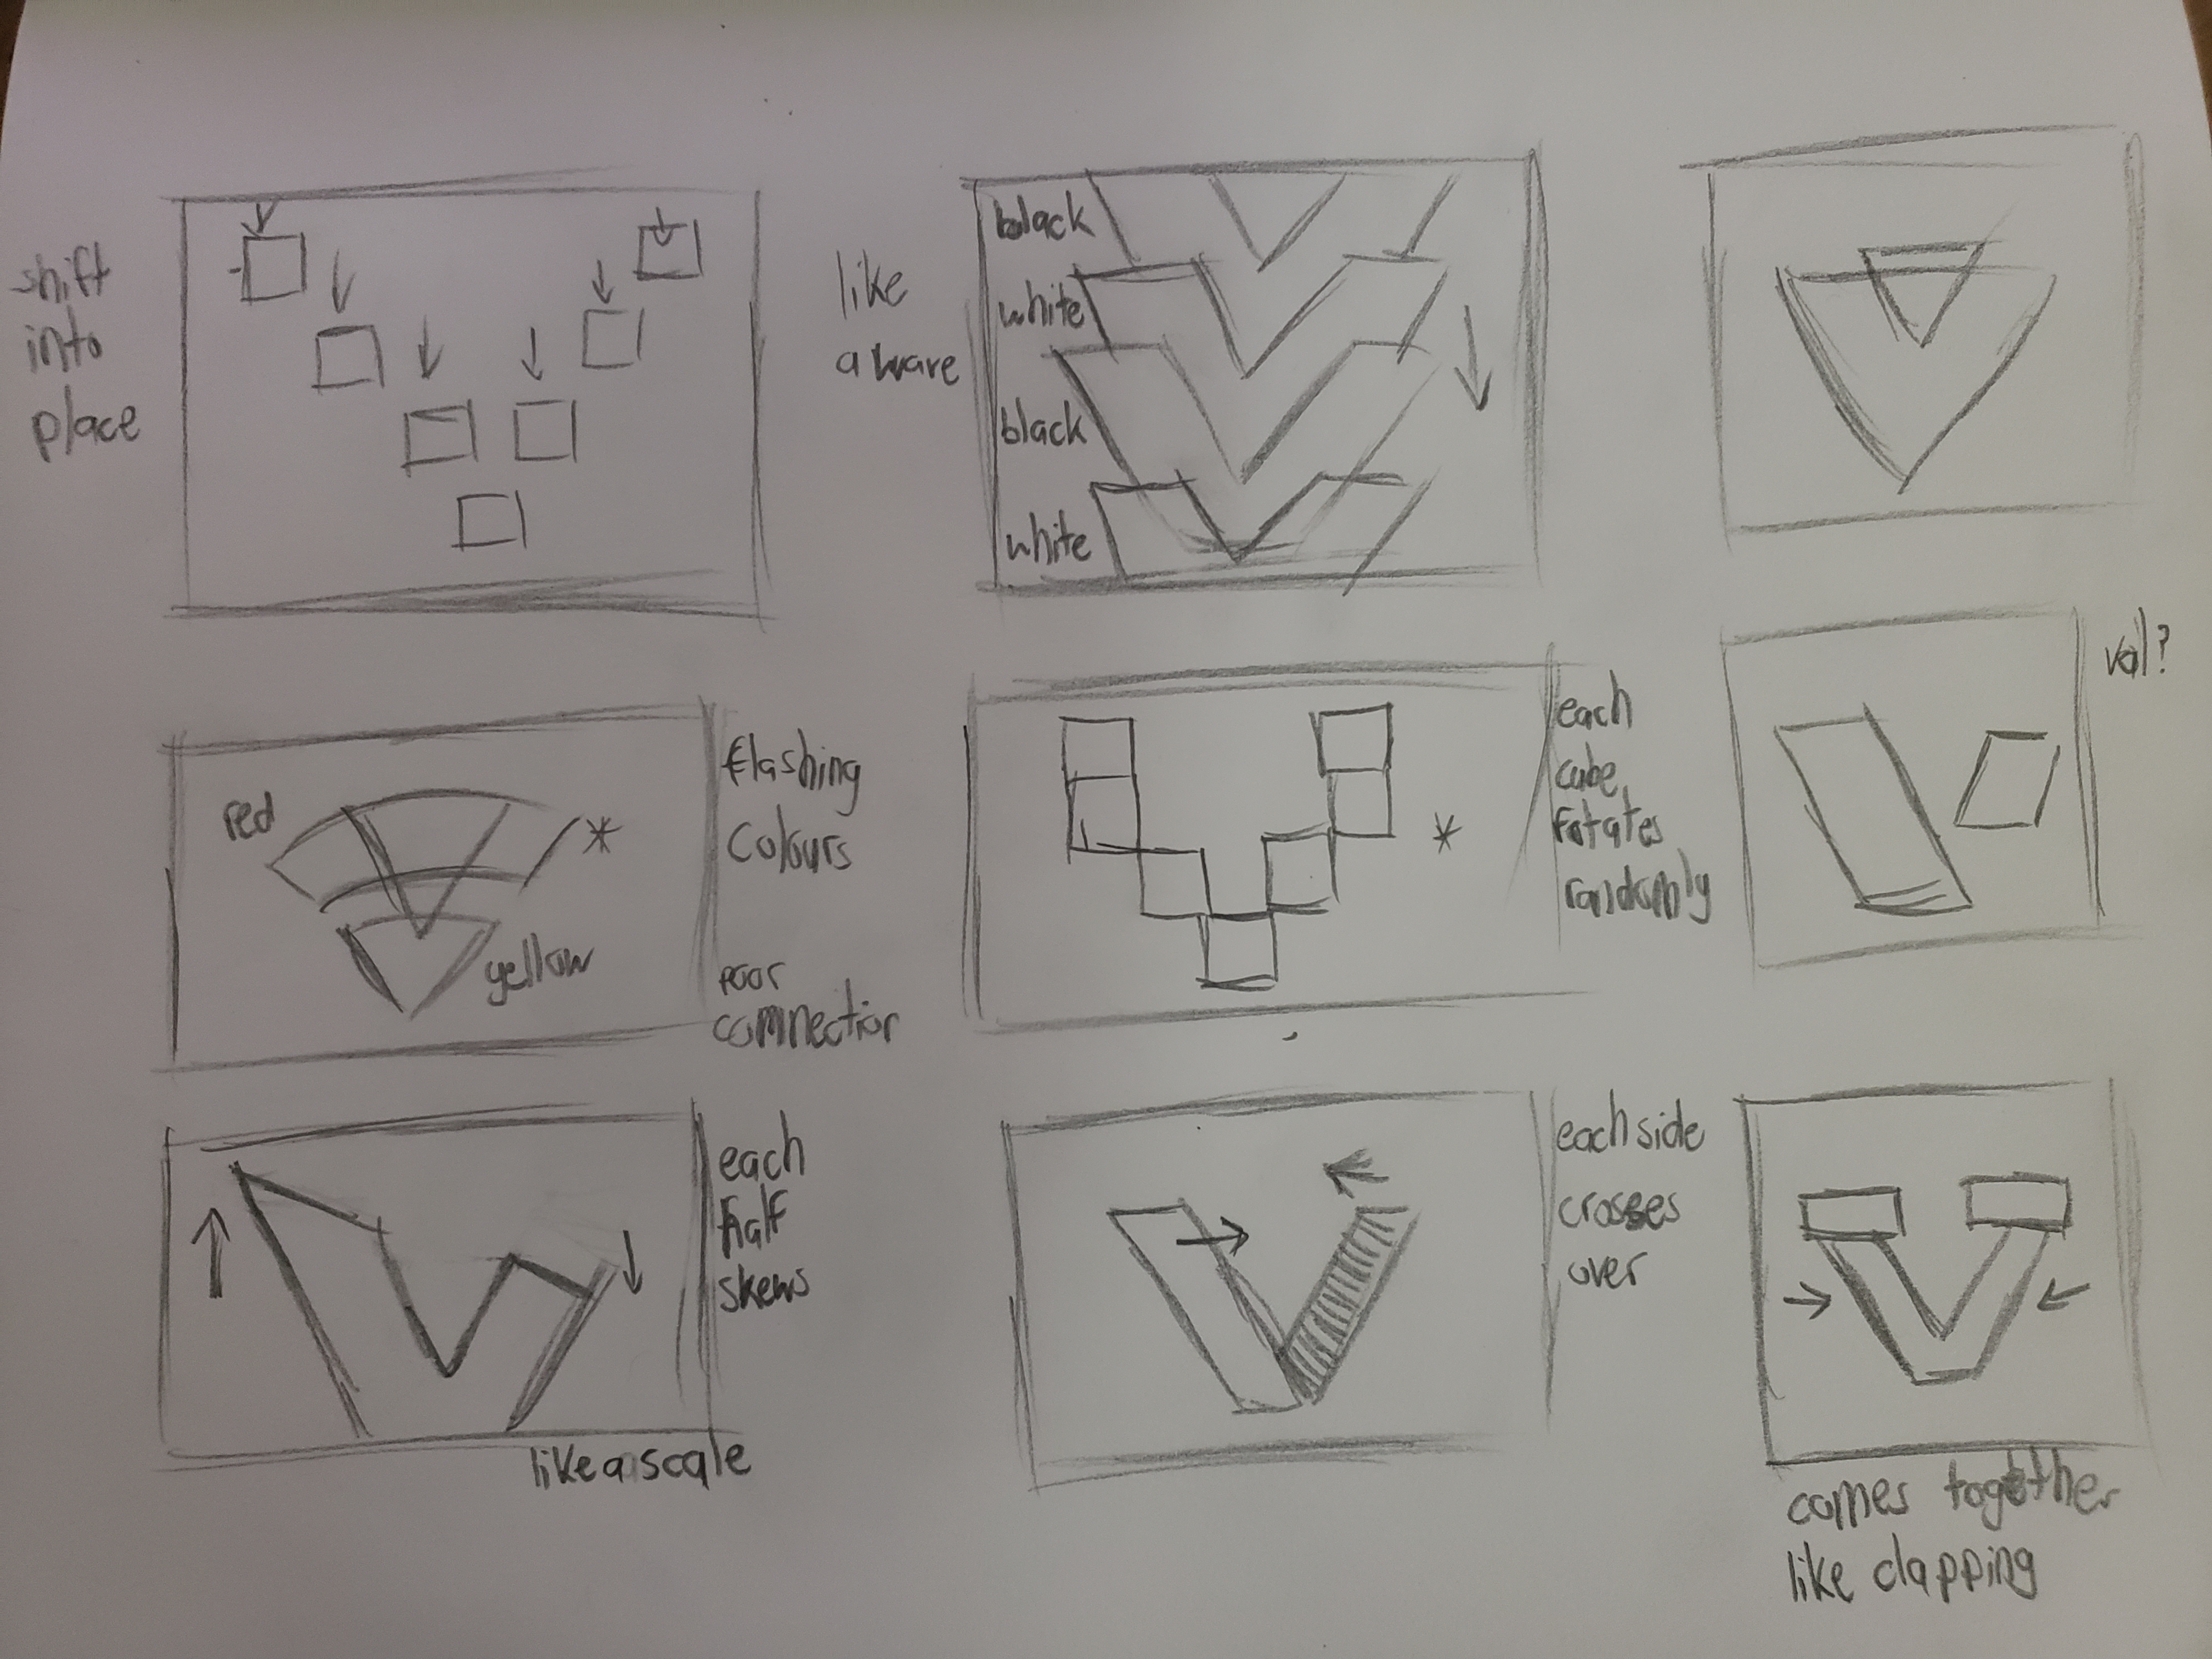 shift
into
place
like
a wave
black
white
black
white
red
yellow
flashing
colours
poor
connection
each
cube
rotates
randomly
val?
each
half
skews
like a scale
each side
crosses
over
comes together
like clapping